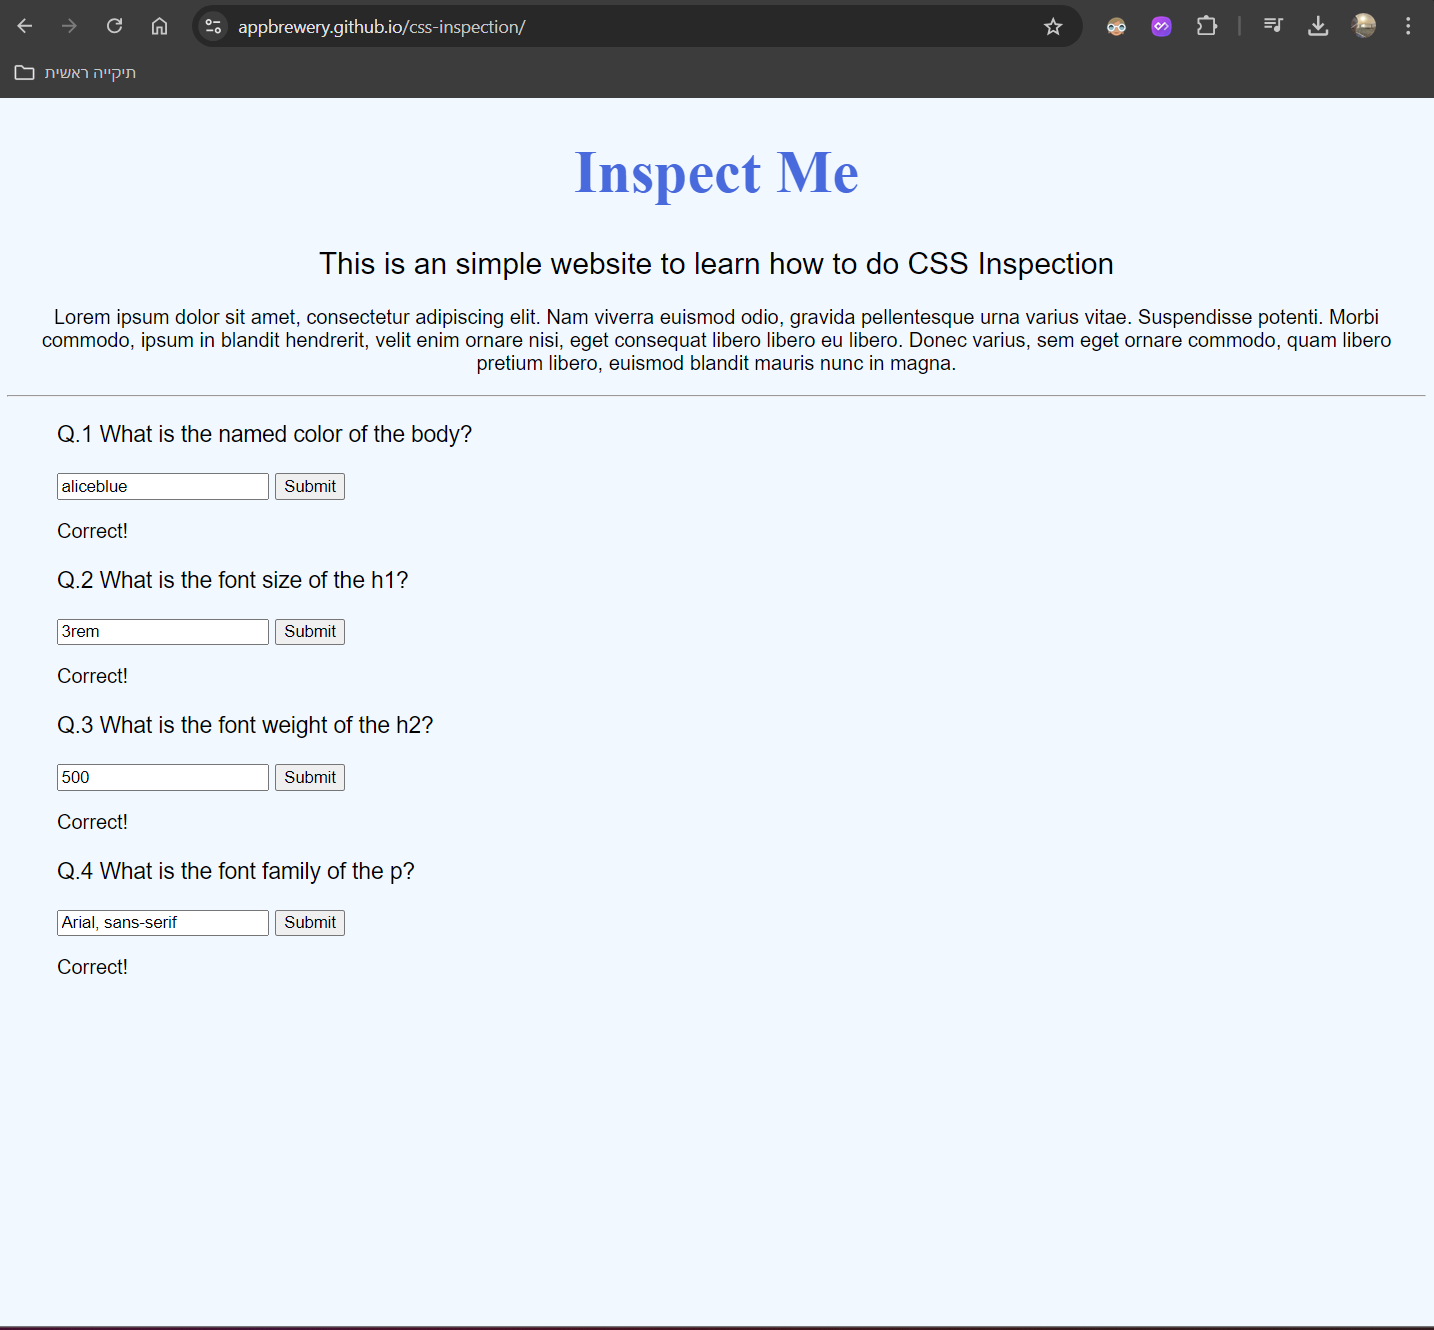 appbrewery.github.io/css-inspection/
תיקייה ראשית
Inspect Me
This is an simple website to learn how to do CSS Inspection
Lorem ipsum dolor sit amet, consectetur adipiscing elit. Nam viverra euismod odio, gravida pellentesque urna varius vitae. Suspendisse potenti. Morbi
commodo, ipsum in blandit hendrerit, velit enim ornare nisi, eget consequat libero libero eu libero. Donec varius, sem eget ornare commodo, quam libero
pretium libero, euismod blandit mauris nunc in magna.
Q.1 What is the named color of the body?
aliceblue Submit
Correct!
Q.2 What is the font size of the h1?
3rem Submit
Correct!
Q.3 What is the font weight of the h2?
500 Submit
Correct!
Q.4 What is the font family of the p?
Arial, sans-serif Submit
Correct!